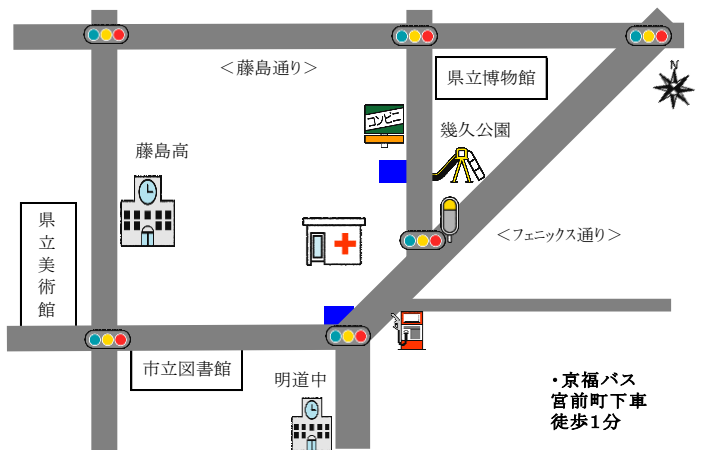 ＜藤島通り＞
県立博物館
N
コンビニ
幾久公園
藤島高
県立美術館
＜フェニックス通り＞
市立図書館
明道中
・京福バス
宮前町下車
徒歩１分